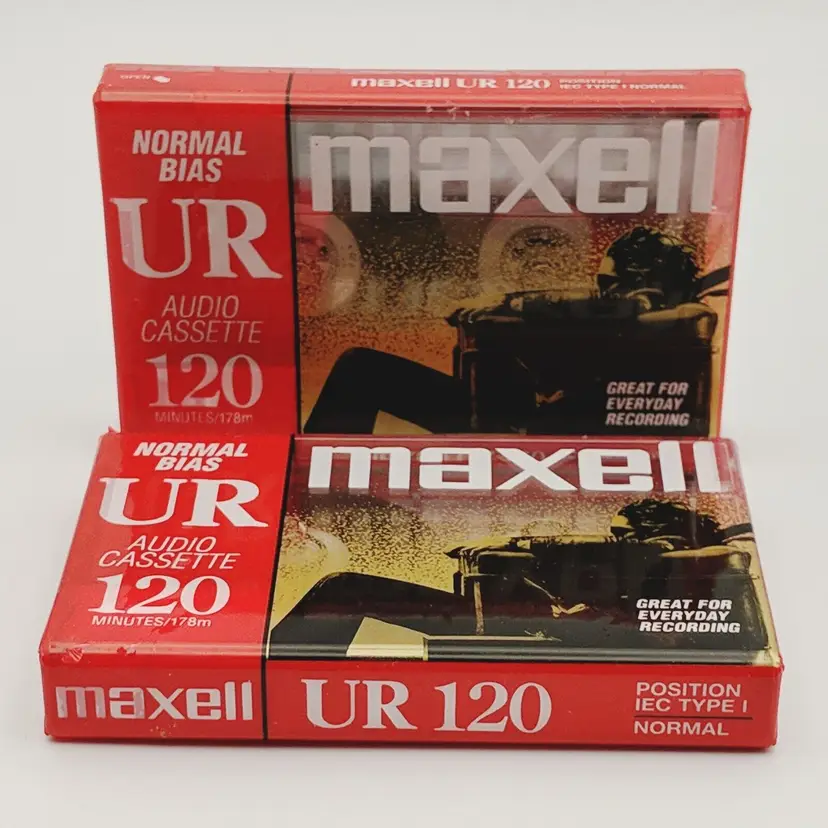 OPEN
maxell UR 120
POSITION
IEC TYPE I NORMAL
NORMAL
BIAS
UR
AUDIO
CASSETTE
120
MINUTES/178m
maxell
GREAT FOR
EVERYDAY
RECORDING
NORMAL
BIAS
UR
AUDIO
CASSETTE
120
MINUTES/178m
maxell
GREAT FOR
EVERYDAY
RECORDING
maxell
UR 120
POSITION
IEC TYPE I
NORMAL